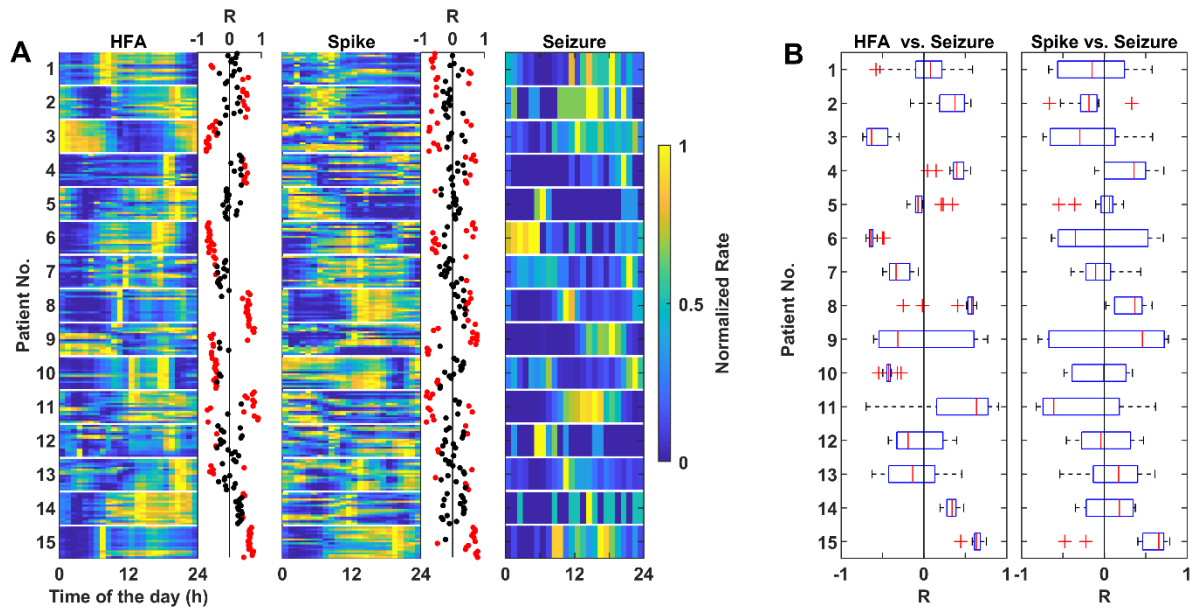 A
R
-1 0 1
HFA
R
-1 0 1
Spike
Seizure
Patient No.
1
2
3
4
5
6
7
8
9
10
11
12
13
14
15
0 12 24
0 12 24
0 12 24
Time of the day (h)
1
0.5
0
Normalized Rate
B
HFA vs. Seizure
Spike vs. Seizure
Patient No.
1
2
3
4
5
6
7
8
9
10
11
12
13
14
15
-1 0 1
R
-1 0 1
R